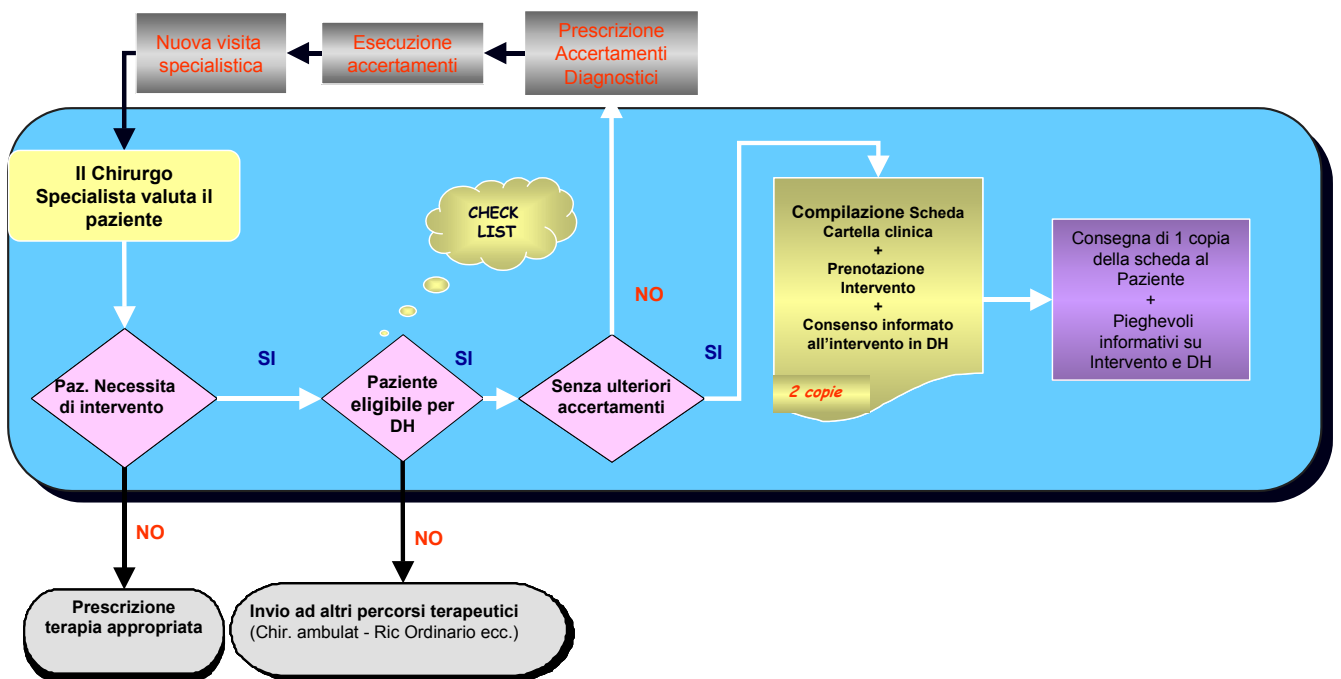 Nuova visita
specialistica
Esecuzione
accertamenti
Prescrizione
Accertamenti
Diagnostici
Il Chirurgo
Specialista valuta il
paziente
CHECK
LIST
Compilazione Scheda
Cartella clinica
+
Prenotazione
Intervento
+
Consenso informato
all'intervento in DH
2 copie
Consegna di 1 copia
della scheda al
Paziente
+
Pieghevoli
informativi su
Intervento e DH
NO
SI
SI
SI
Paz. Necessita
di intervento
Paziente
eligibile per
DH
Senza ulteriori
accertamenti
NO
NO
Prescrizione
terapia appropriata
Invio ad altri percorsi terapeutici
(Chir. ambulat - Ric Ordinario ecc.)